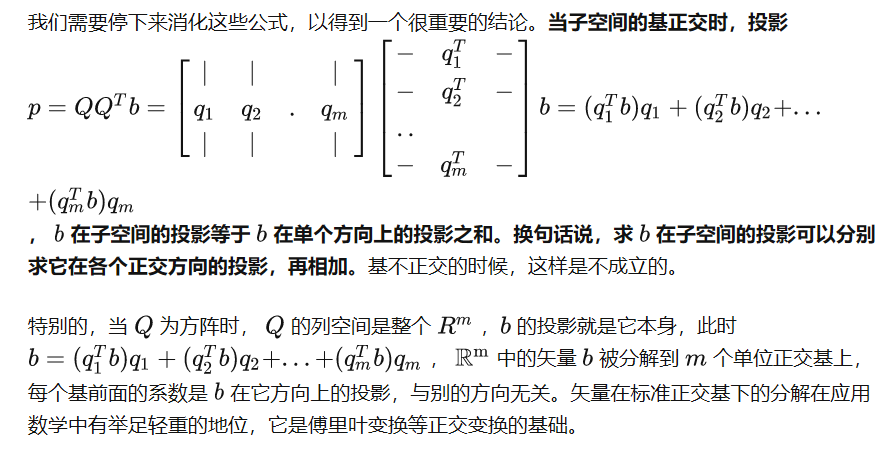 我们需要停下来消化这些公式，以得到一个很重要的结论。当子空间的基正交时，投影
$p = QQ^T b = \begin{bmatrix} | & | & & | \\ q_1 & q_2 & . & q_m \\ | & | & & | \end{bmatrix} \begin{bmatrix} - & q_1^T & - \\ - & q_2^T & - \\ .. & & \\ - & q_m^T & - \end{bmatrix} b = (q_1^T b)q_1 + (q_2^T b)q_2 + \ldots$
$+(q_m^T b)q_m$
，$b$ 在子空间的投影等于 $b$ 在单个方向上的投影之和。换句话说，求 $b$ 在子空间的投影可以分别
求它在各个正交方向的投影，再相加。基不正交的时候，这样是不成立的。
特别的，当 $Q$ 为方阵时， $Q$ 的列空间是整个 $R^m$ ，$b$ 的投影就是它本身，此时
$b = (q_1^T b)q_1 + (q_2^T b)q_2 + \ldots + (q_m^T b)q_m$ ， $\mathbb{R}^{\mathrm{m}}$ 中的矢量 $b$ 被分解到 $m$ 个单位正交基上，
每个基前面的系数是 $b$ 在它方向上的投影，与别的方向无关。矢量在标准正交基下的分解在应用
数学中有举足轻重的地位，它是傅里叶变换等正交变换的基础。